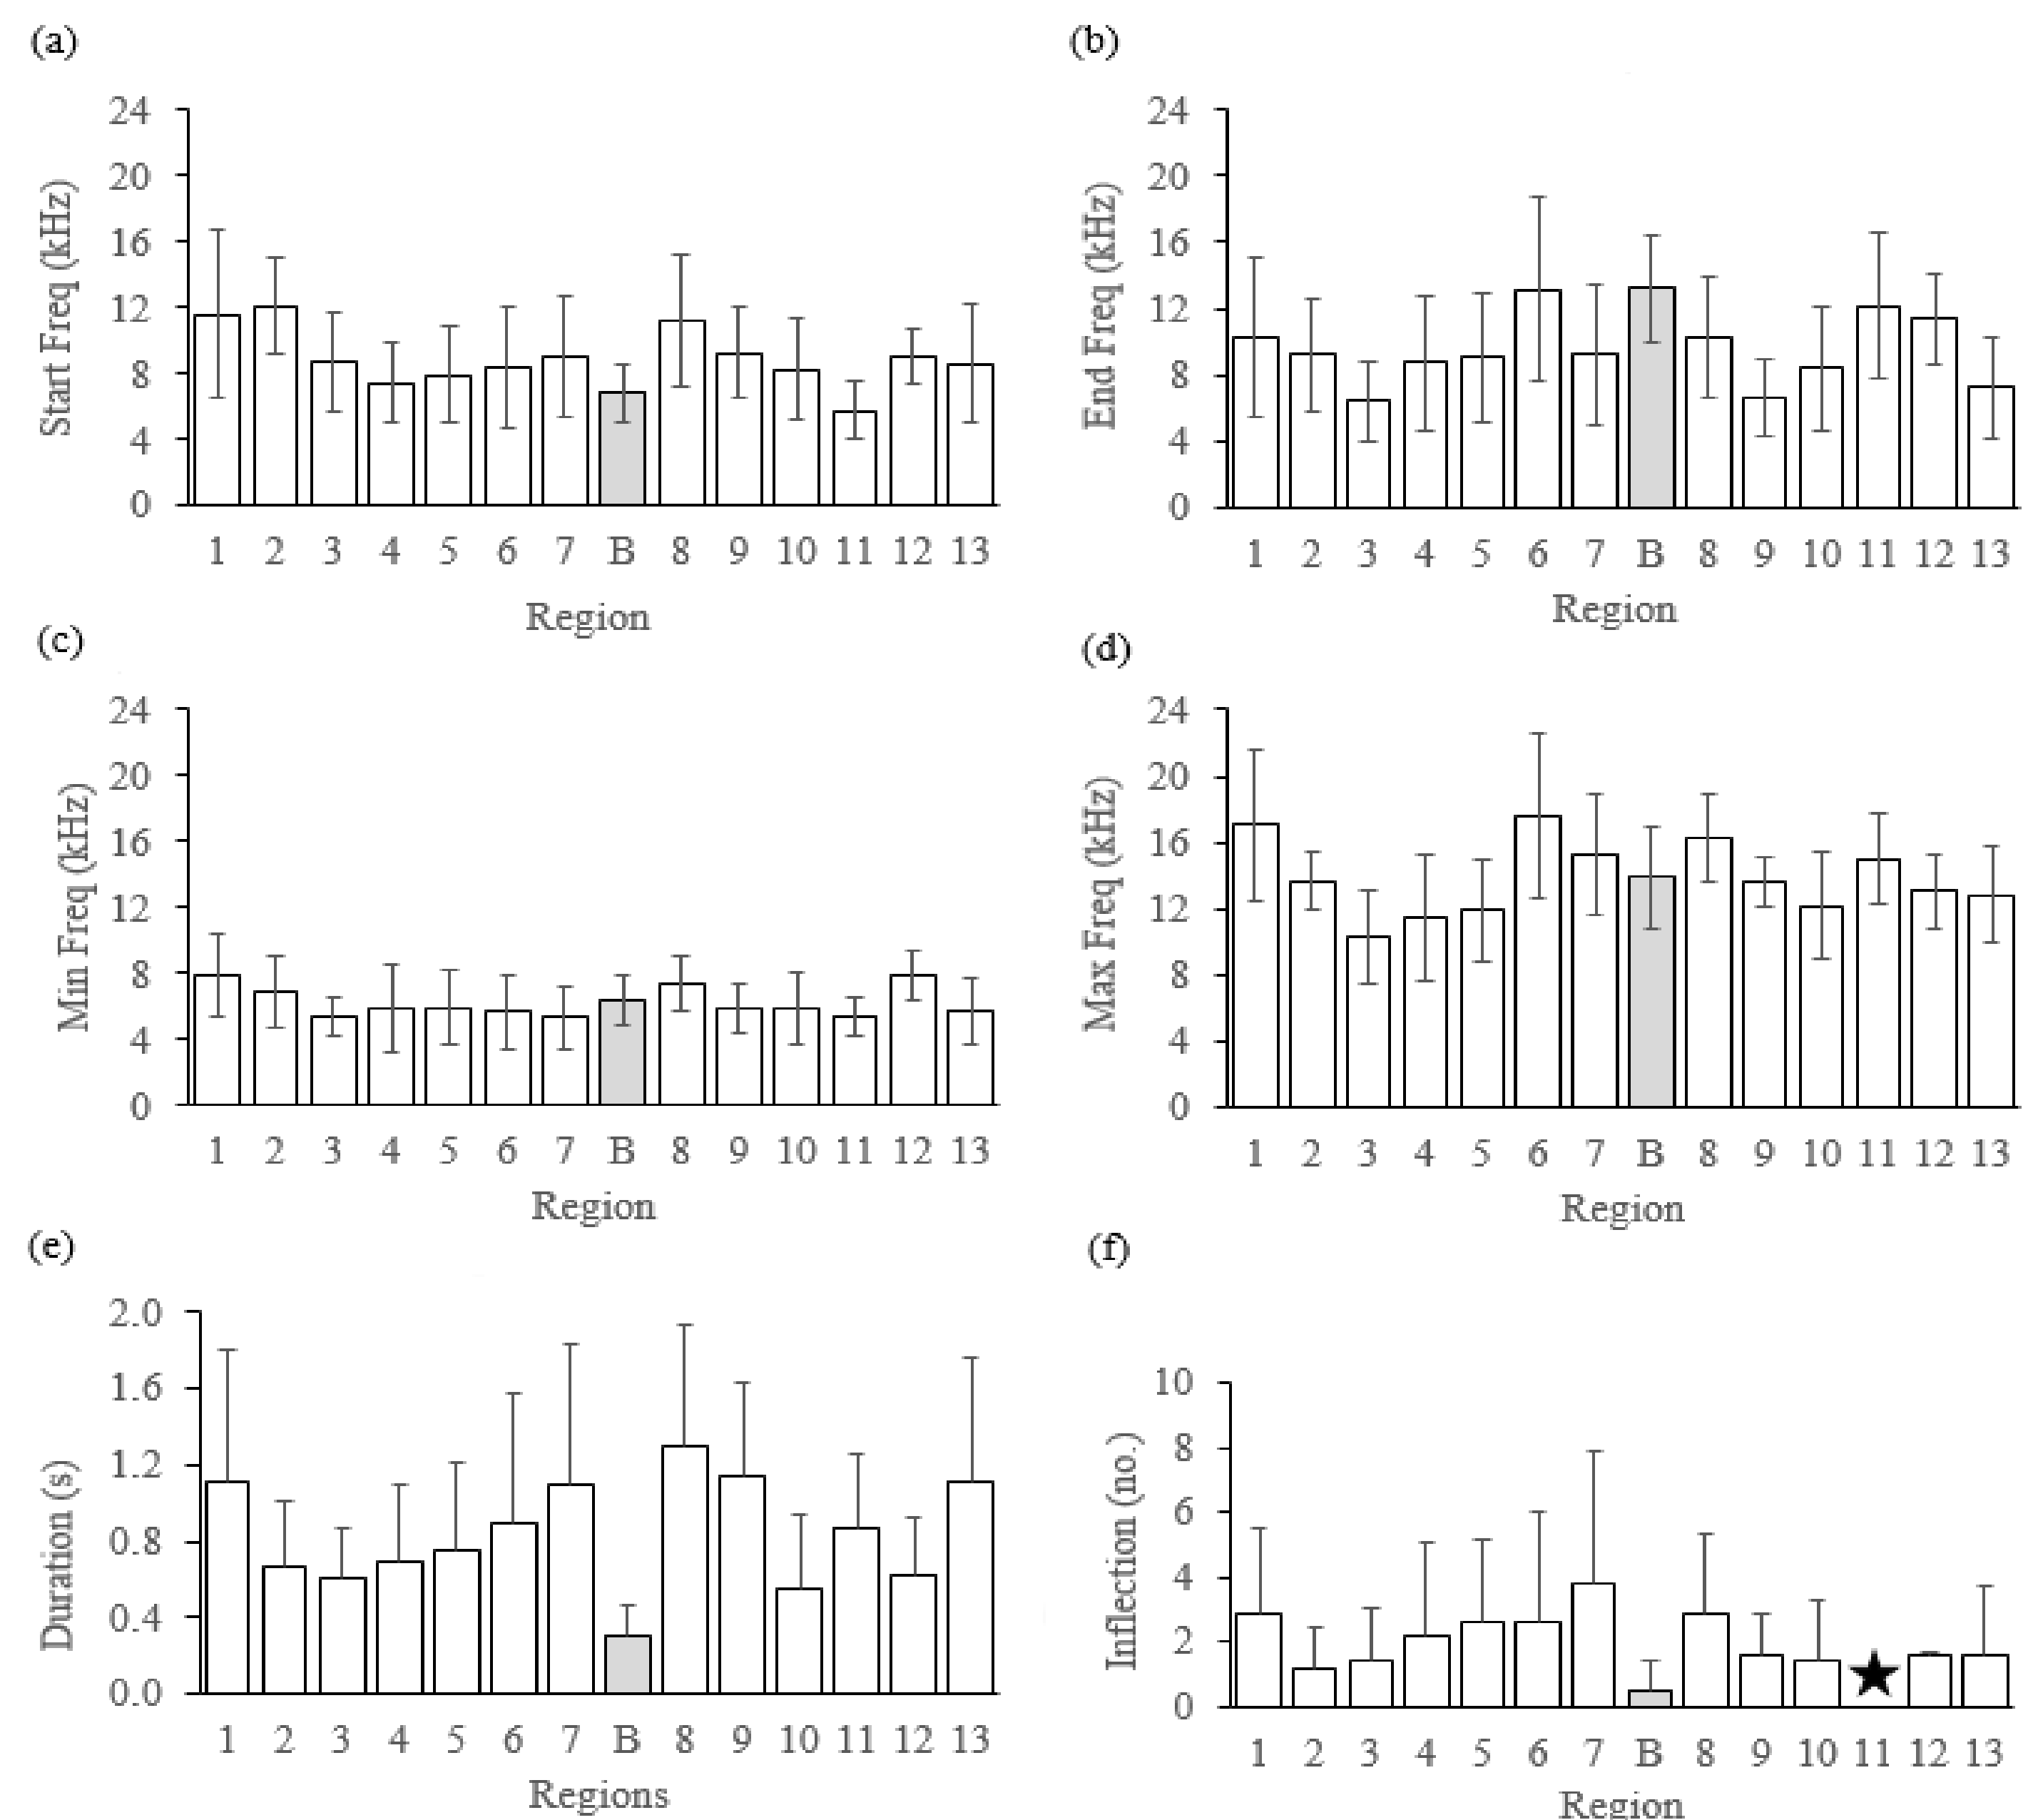 (a)
24
20
16
12
8
4
0
Start Freq (kHz)
1 2 3 4 5 6 7 B 8 9 10 11 12 13
Region
(b)
24
20
16
12
8
4
0
End Freq (kHz)
1 2 3 4 5 6 7 B 8 9 10 11 12 13
Region
(c)
24
20
16
12
8
4
0
Min Freq (kHz)
1 2 3 4 5 6 7 B 8 9 10 11 12 13
Region
(d)
24
20
16
12
8
4
0
Max Freq (kHz)
1 2 3 4 5 6 7 B 8 9 10 11 12 13
Region
(e)
2.0
1.6
1.2
0.8
0.4
0.0
Duration (s)
1 2 3 4 5 6 7 B 8 9 10 11 12 13
Regions
(f)
10
8
6
4
2
0
Inflection (no.)
1 2 3 4 5 6 7 B 8 9 10 11 12 13
Region